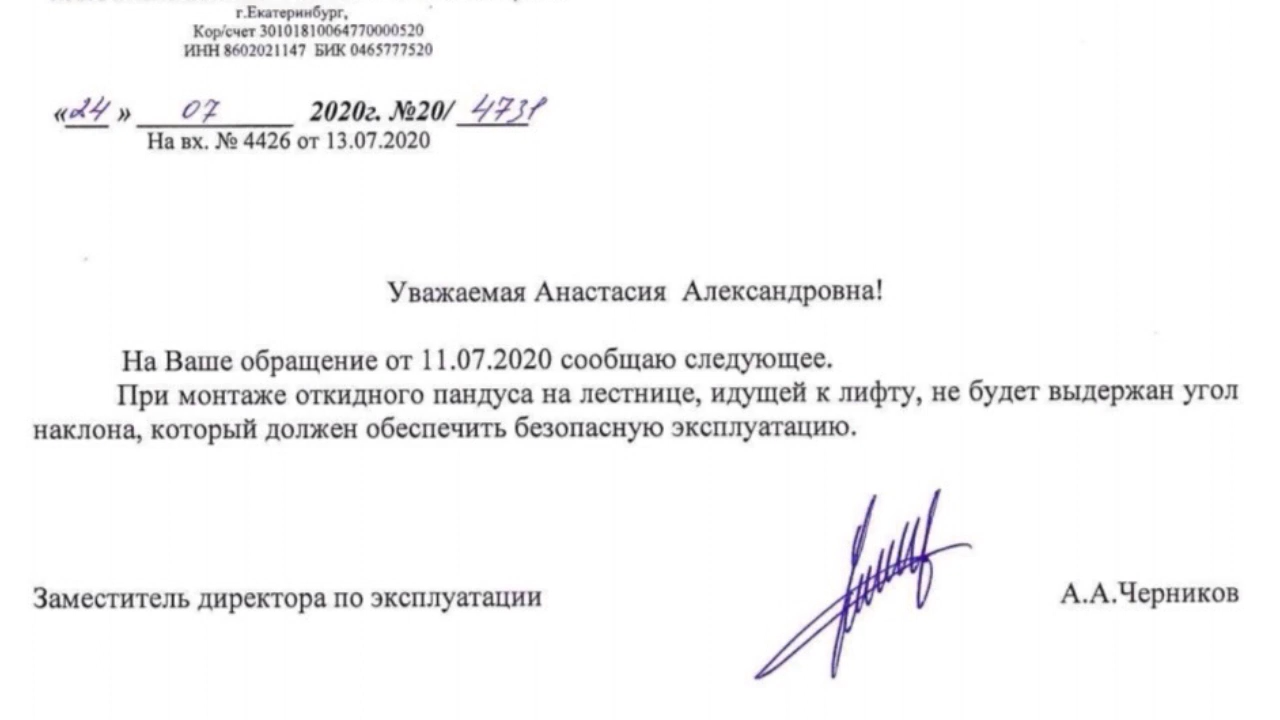 г.Екатеринбург,
Кор/счет 30101810064770000520
ИНН 8602021147 БИК 0465777520
«24» 07 2020г. №20/ 4731
На вх. № 4426 от 13.07.2020
Уважаемая Анастасия Александровна!
На Ваше обращение от 11.07.2020 сообщаю следующее.
При монтаже откидного пандуса на лестнице, идущей к лифту, не будет выдержан угол
наклона, который должен обеспечить безопасную эксплуатацию.
Заместитель директора по эксплуатации А.А.Черников